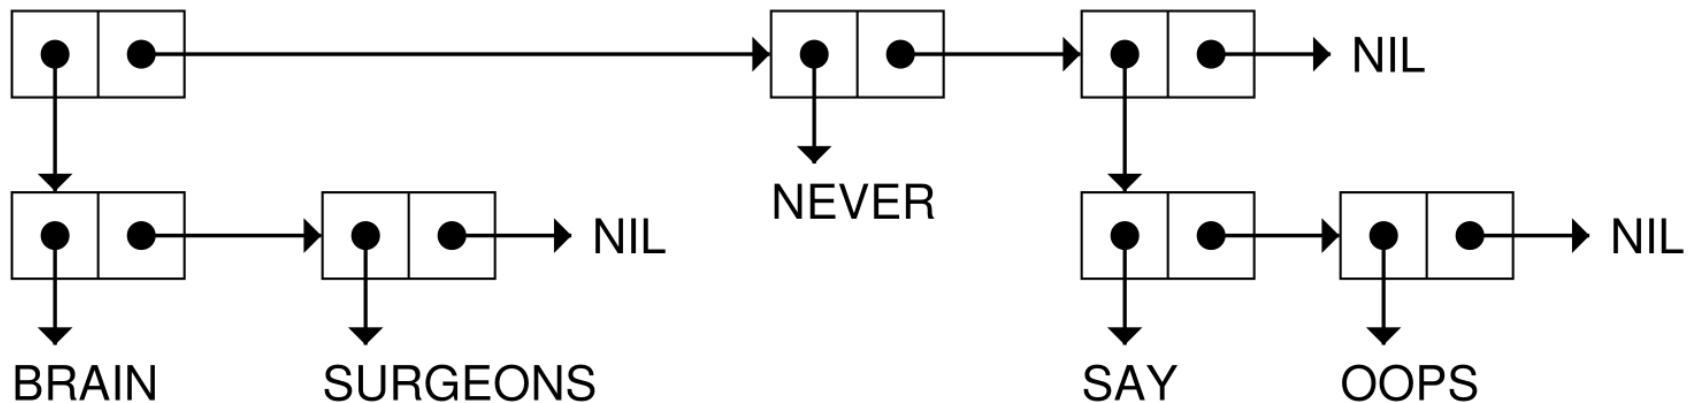 NIL
NEVER
NIL
NIL
BRAIN SURGEONS SAY OOPS